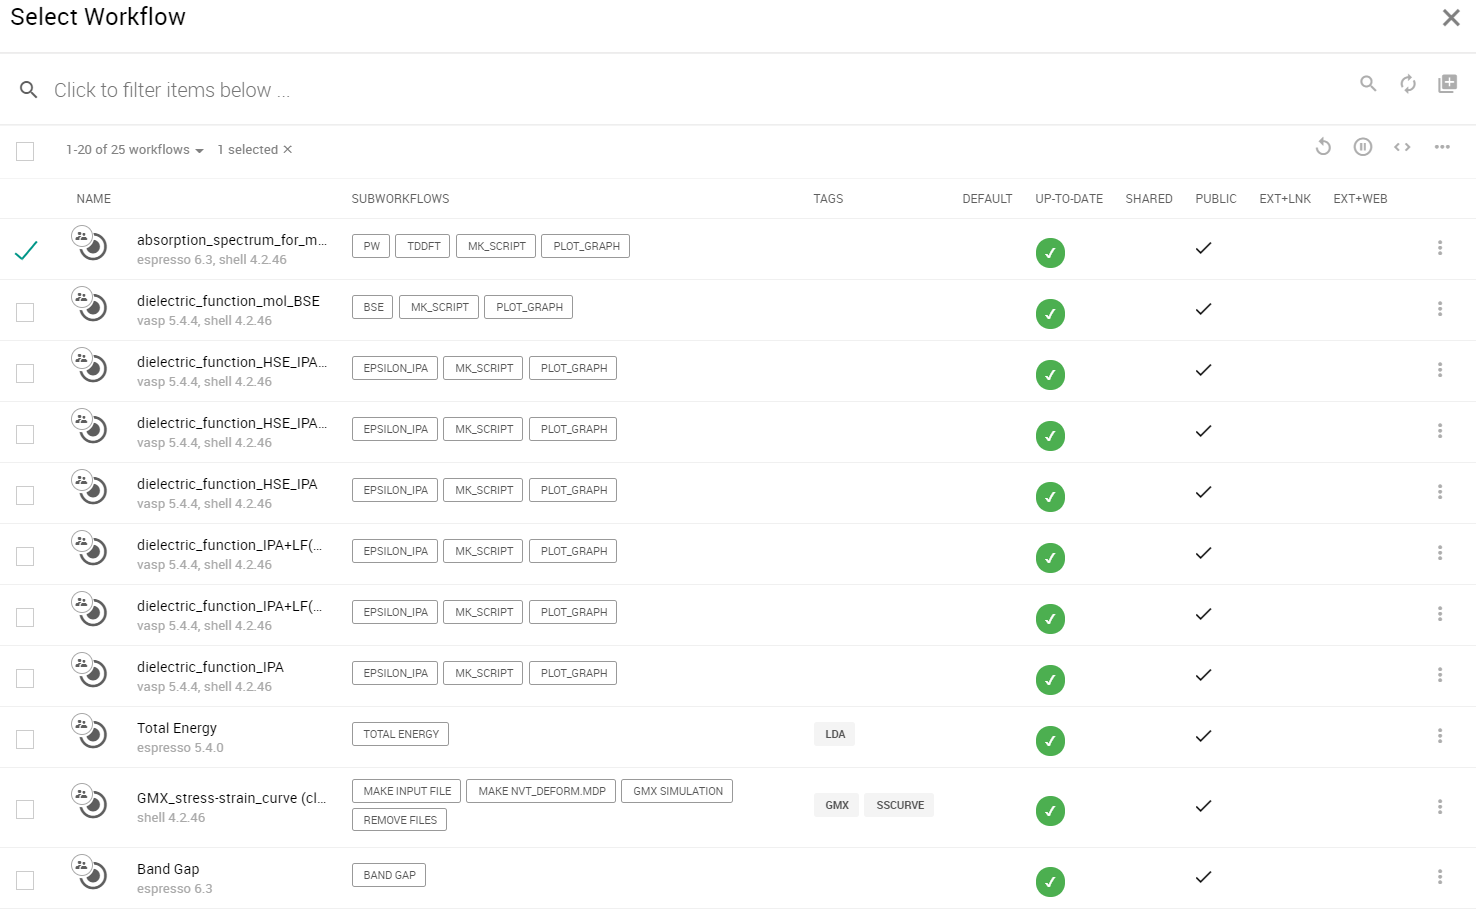 Select Workflow
Click to filter items below ...
1-20 of 25 workflows 1 selected ×
NAME SUBWORKFLOWS TAGS DEFAULT UP-TO-DATE SHARED PUBLIC EXT+LNK EXT+WEB
absorption_spectrum_for_m... PW TDDFT MK_SCRIPT PLOT_GRAPH
espresso 6.3, shell 4.2.46
dielectric_function_mol_BSE BSE MK_SCRIPT PLOT_GRAPH
vasp 5.4.4, shell 4.2.46
dielectric_function_HSE_IPA... EPSILON_IPA MK_SCRIPT PLOT_GRAPH
vasp 5.4.4, shell 4.2.46
dielectric_function_HSE_IPA... EPSILON_IPA MK_SCRIPT PLOT_GRAPH
vasp 5.4.4, shell 4.2.46
dielectric_function_HSE_IPA EPSILON_IPA MK_SCRIPT PLOT_GRAPH
vasp 5.4.4, shell 4.2.46
dielectric_function_IPA+LF(... EPSILON_IPA MK_SCRIPT PLOT_GRAPH
vasp 5.4.4, shell 4.2.46
dielectric_function_IPA+LF(... EPSILON_IPA MK_SCRIPT PLOT_GRAPH
vasp 5.4.4, shell 4.2.46
dielectric_function_IPA EPSILON_IPA MK_SCRIPT PLOT_GRAPH
vasp 5.4.4, shell 4.2.46
Total Energy TOTAL ENERGY LDA
espresso 5.4.0
MAKE INPUT FILE MAKE NVT_DEFORM.MDP GMX SIMULATION
GMX_stress-strain_curve (cl... GMX SSCURVE
shell 4.2.46 REMOVE FILES
Band Gap BAND GAP
espresso 6.3